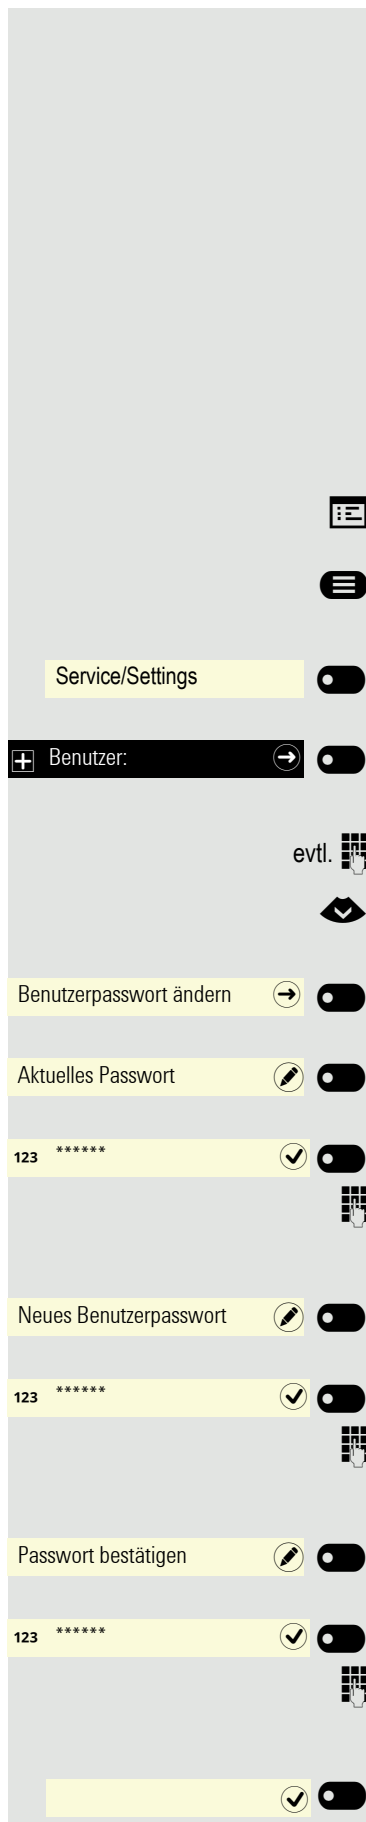 Service/Settings
Benutzer:
evtl.
Benutzerpasswort ändern
Aktuelles Passwort
123 ******
Neues Benutzerpasswort
123 ******
Passwort bestätigen
123 ******